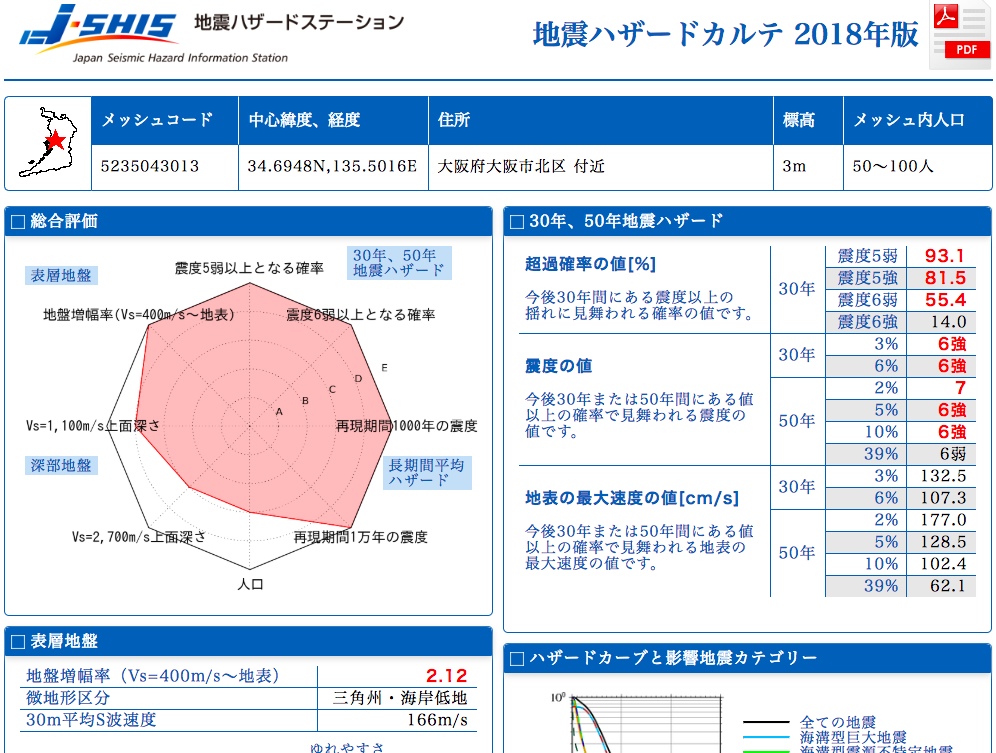 J-SHIS 地震ハザードステーション
Japan Seismic Hazard Information Station
地震ハザードカルテ 2018年版
PDF
メッシュコード 中心緯度、経度 住所 標高 メッシュ内人口
5235043013 34.6948N,135.5016E 大阪府大阪市北区 付近 3m 50〜100人
総合評価
30年、50年
地震ハザード
表層地盤
震度5弱以上となる確率
地盤増幅率(Vs=400m/s〜地表)
震度6弱以上となる確率
E
D
C
B
A
Vs=1,100m/s上面深さ
再現期間1000年の震度
深部地盤
長期間平均
ハザード
Vs=2,700m/s上面深さ
再現期間1万年の震度
人口
30年、50年地震ハザード
超過確率の値[%]
今後30年間にある震度以上の
揺れに見舞われる確率の値です。
30年
震度5弱 93.1
震度5強 81.5
震度6弱 55.4
震度6強 14.0
震度の値
今後30年または50年間にある値
以上の確率で見舞われる震度の
値です。
30年
3% 6強
6% 6強
50年
2% 7
5% 6強
10% 6強
39% 6弱
地表の最大速度の値[cm/s]
今後30年または50年間にある値
以上の確率で見舞われる地表の
最大速度の値です。
30年
3% 132.5
6% 107.3
50年
2% 177.0
5% 128.5
10% 102.4
39% 62.1
表層地盤
地盤増幅率（Vs=400m/s〜地表） 2.12
微地形区分 三角州・海岸低地
30m平均S波速度 166m/s
ゆれやすさ
ハザードカーブと影響地震カテゴリー
10⁰
全ての地震
海溝型巨大地震
海溝型震源不特定地震